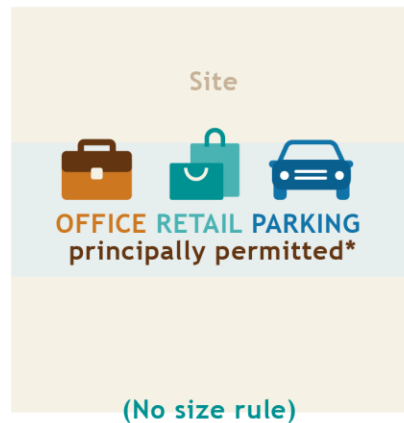 Site
OFFICE RETAIL PARKING
principally permitted*
(No size rule)